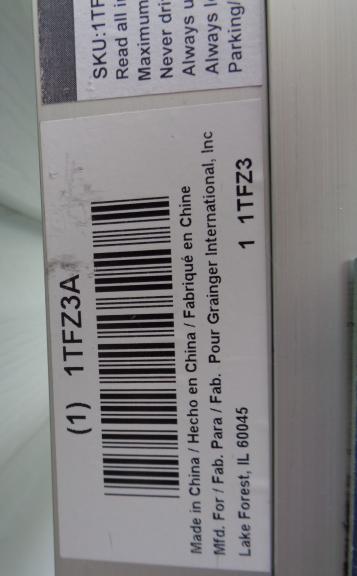 SKU:1TF
Read all i
Maximum
Never dri
Always u
Always l
Parking/
(1) 1TFZ3A
Made in China / Hecho en China / Fabriqué en Chine
Mfd. For / Fab. Para / Fab. Pour Grainger International, Inc
Lake Forest, IL 60045
1 1TFZ3